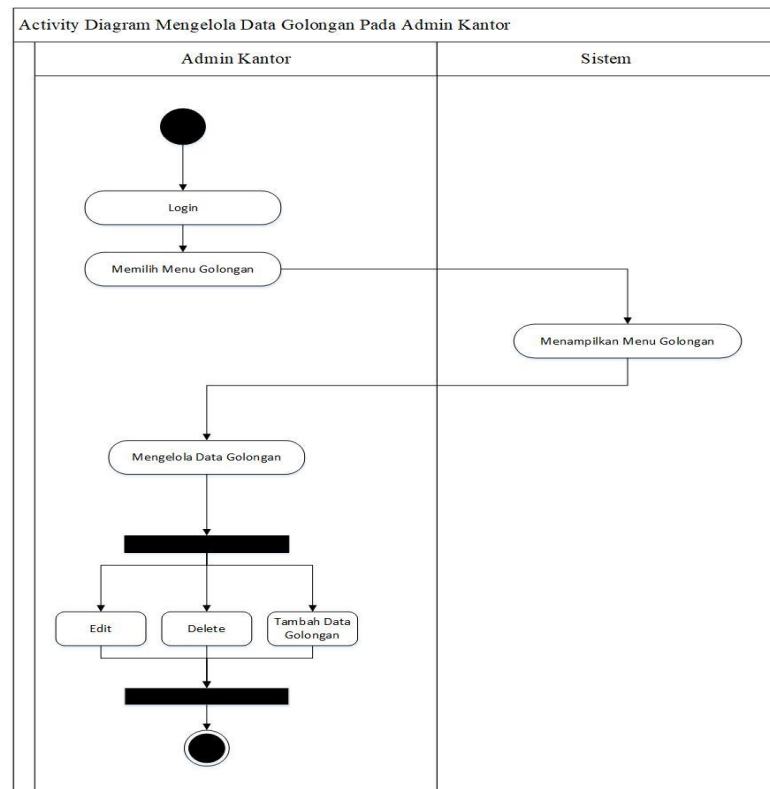 Activity Diagram Mengelola Data Golongan Pada Admin Kantor
Admin Kantor
Sistem
Login
Memilih Menu Golongan
Menampilkan Menu Golongan
Mengelola Data Golongan
Edit
Delete
Tambah Data
Golongan